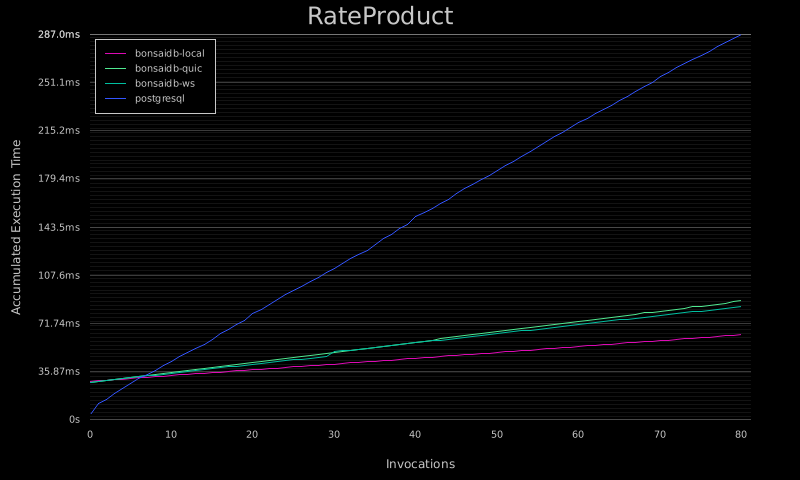 RateProduct
287.0ms
251.1ms
215.2ms
179.4ms
143.5ms
107.6ms
71.74ms
35.87ms
0s
bonsaidb-local
bonsaidb-quic
bonsaidb-ws
postgresql
Accumulated Execution Time
0 10 20 30 40 50 60 70 80
Invocations